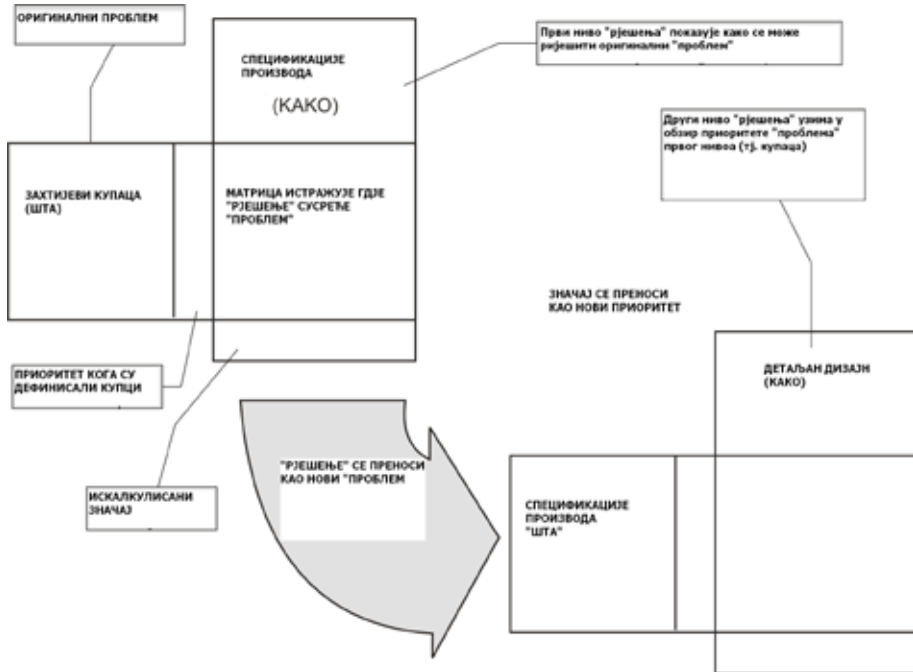 ОРИГИНАЛНИ ПРОБЛЕМ
СПЕЦИФИКАЦИЈЕ
ПРОИЗВОДА
(КАКО)
Први ниво "рјешења" показује како се може
ријешити оригинални "проблем"
Други ниво "рјешења" узима у
обзир приоритете "проблема"
првог нивоа (тј. купаца)
ЗАХТИЈЕВИ КУПАЦА
(ШТА)
МАТРИЦА ИСТРАЖУЈЕ ГДЈЕ
"РЈЕШЕЊЕ" СУСРЕЋЕ
"ПРОБЛЕМ"
ЗНАЧАЈ СЕ ПРЕНОСИ
КАО НОВИ ПРИОРИТЕТ
ПРИОРИТЕТ КОГА СУ
ДЕФИНИСАЛИ КУПЦИ
ДЕТАЉАН ДИЗАЈН
(КАКО)
"РЈЕШЕЊЕ" СЕ ПРЕНОСИ
КАО НОВИ "ПРОБЛЕМ
ИСКАЛКУЛИСАНИ
ЗНАЧАЈ
СПЕЦИФИКАЦИЈЕ
ПРОИЗВОДА
"ШТА"